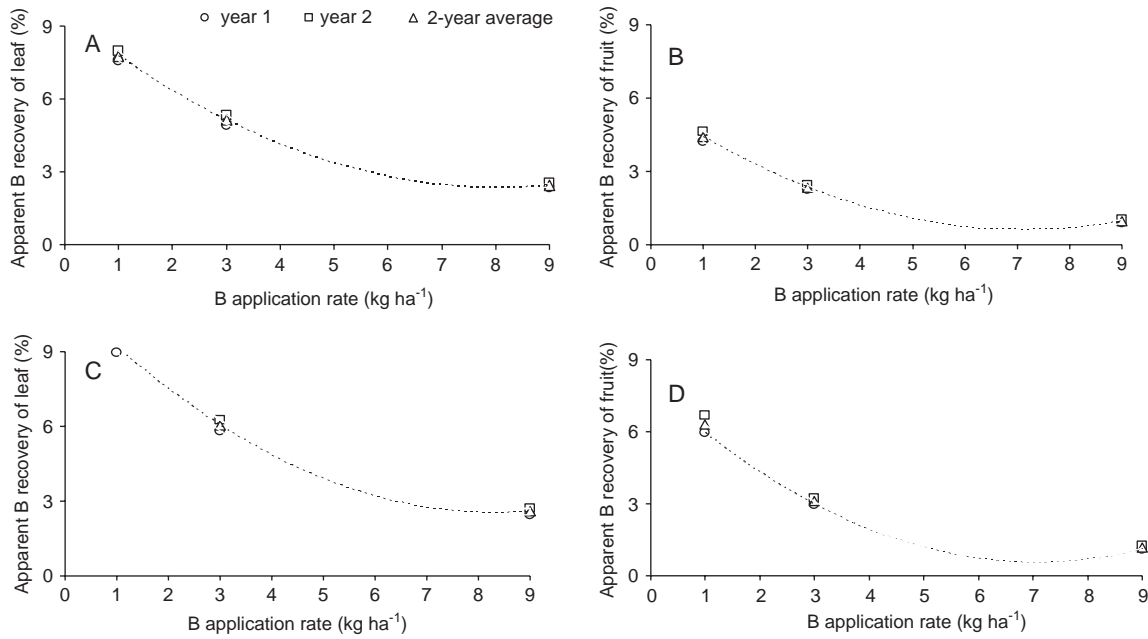 ○ year 1 □ year 2 △ 2-year average
A
Apparent B recovery of leaf (%)
9
6
3
0
0 1 2 3 4 5 6 7 8 9
B application rate (kg ha⁻¹)
B
Apparent B recovery of fruit (%)
9
6
3
0
0 1 2 3 4 5 6 7 8 9
B application rate (kg ha⁻¹)
C
Apparent B recovery of leaf (%)
9
6
3
0
0 1 2 3 4 5 6 7 8 9
B application rate (kg ha⁻¹)
D
Apparent B recovery of fruit(%)
9
6
3
0
0 1 2 3 4 5 6 7 8 9
B application rate (kg ha⁻¹)